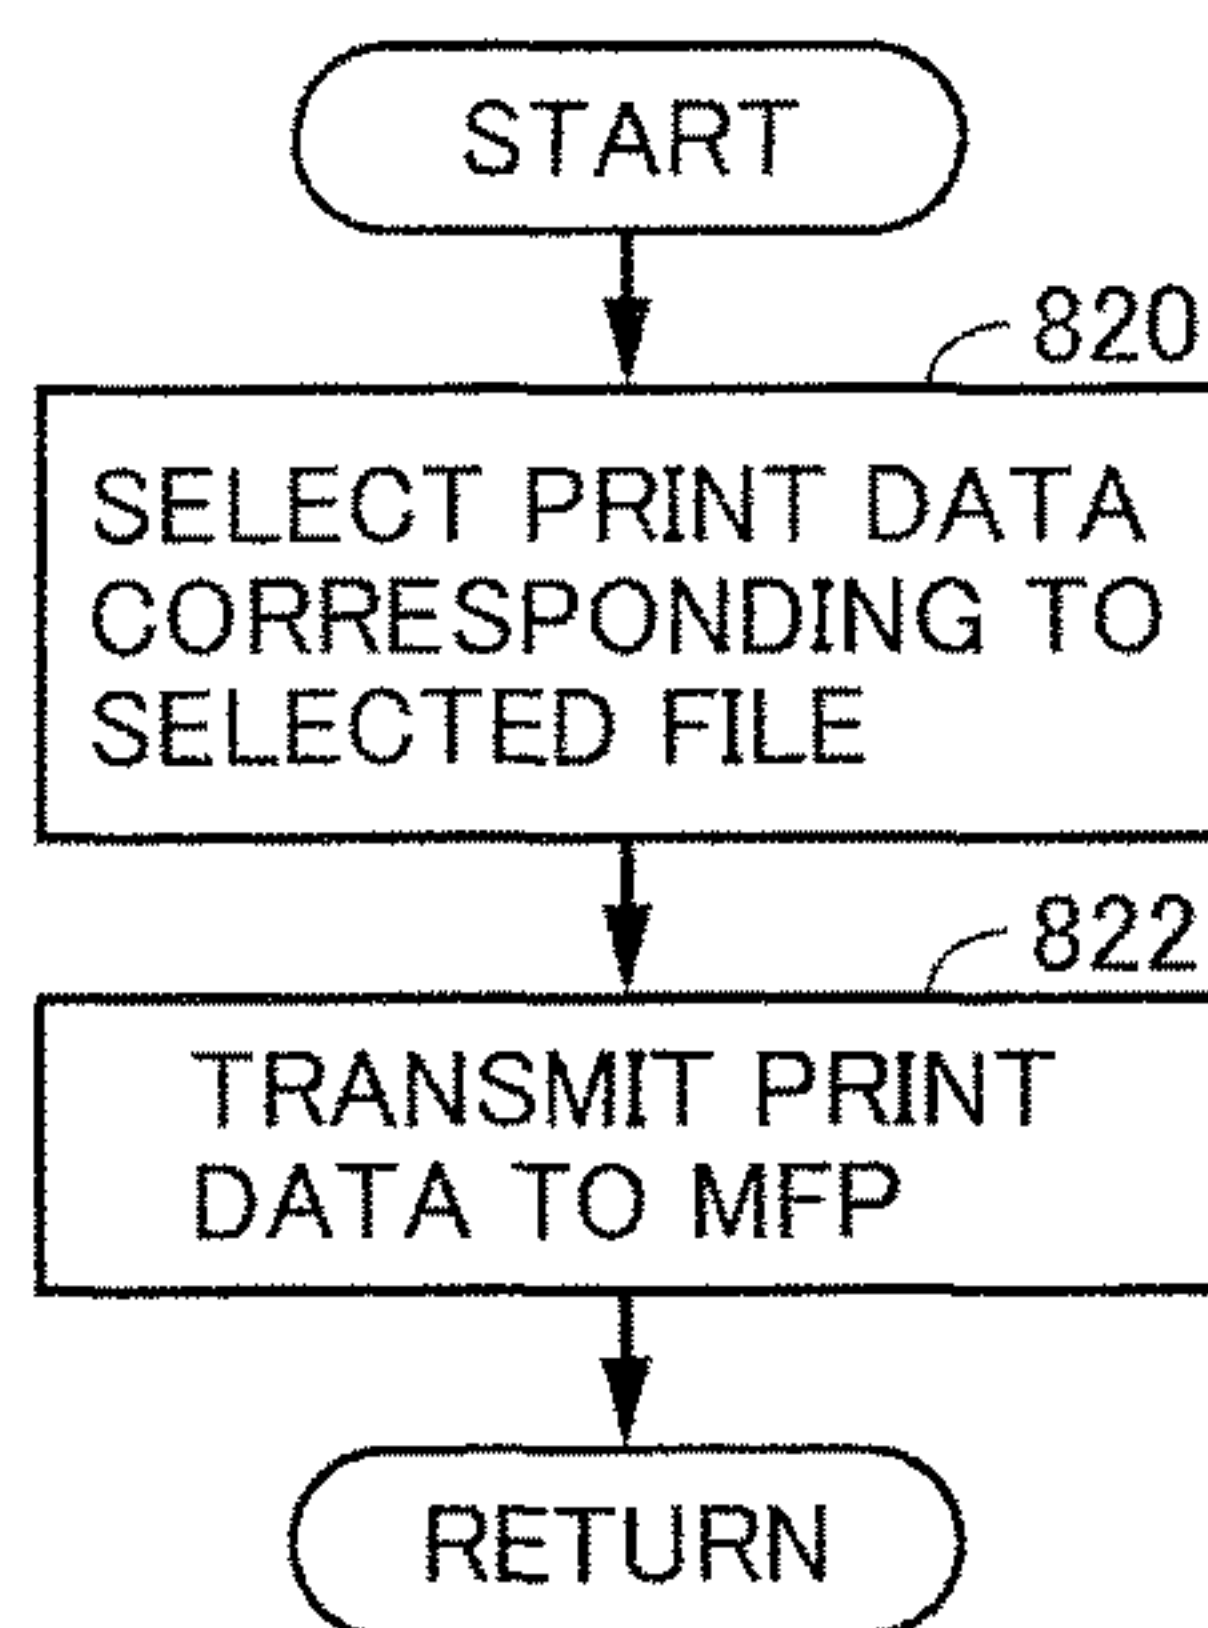 START
820
SELECT PRINT DATA
CORRESPONDING TO
SELECTED FILE
822
TRANSMIT PRINT
DATA TO MFP
RETURN